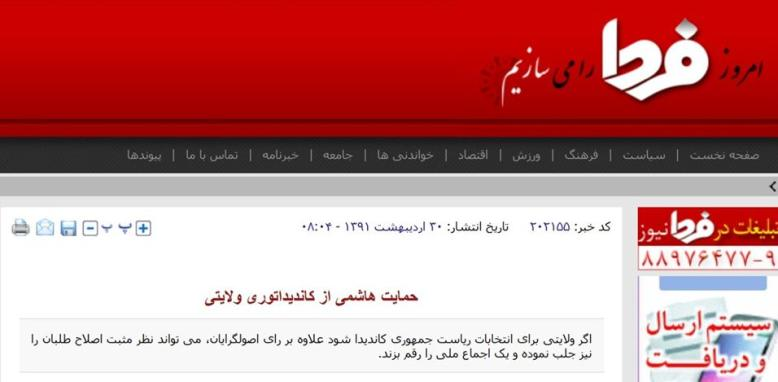 امروز فردا را می سازیم
صفحه نخست | سیاست | فرهنگ | ورزش | اقتصاد | خواندنی ها | جامعه | خبرنامه | تماس با ما | پیوندها
کد خبر: ۲۰۲۱۵۵ تاریخ انتشار: ۳۰ اردیبهشت ۱۳۹۱ - ۰۸:۰۴
پ پ
حمایت هاشمی از کاندیداتوری ولایتی
اگر ولایتی برای انتخابات ریاست جمهوری کاندیدا شود علاوه بر رای اصولگرایان، می تواند نظر مثبت اصلاح طلبان را
نیز جلب نموده و یک اجماع ملی را رقم بزند.
تبلیغات در فردا نیوز
۸۸۹۷۶۴۷۷-۹
سیستم ارسال
و دریافت